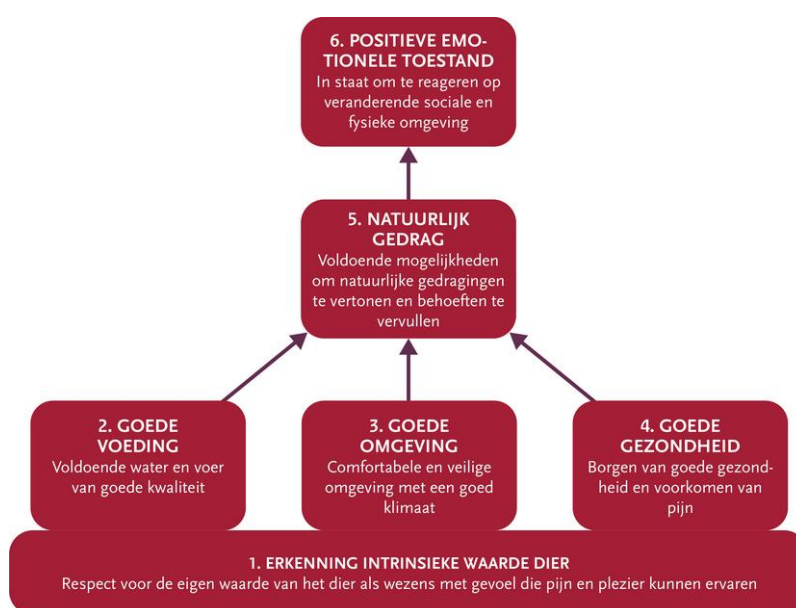 6. POSITIEVE EMO-
TIONELE TOESTAND
In staat om te reageren op
veranderende sociale en
fysieke omgeving
5. NATUURLIJK
GEDRAG
Voldoende mogelijkheden
om natuurlijke gedragingen
te vertonen en behoeften te
vervullen
2. GOEDE
VOEDING
Voldoende water en voer
van goede kwaliteit
3. GOEDE
OMGEVING
Comfortabele en veilige
omgeving met een goed
klimaat
4. GOEDE
GEZONDHEID
Borgen van goede gezond-
heid en voorkomen van
pijn
1. ERKENNING INTRINSIEKE WAARDE DIER
Respect voor de eigen waarde van het dier als wezens met gevoel die pijn en plezier kunnen ervaren